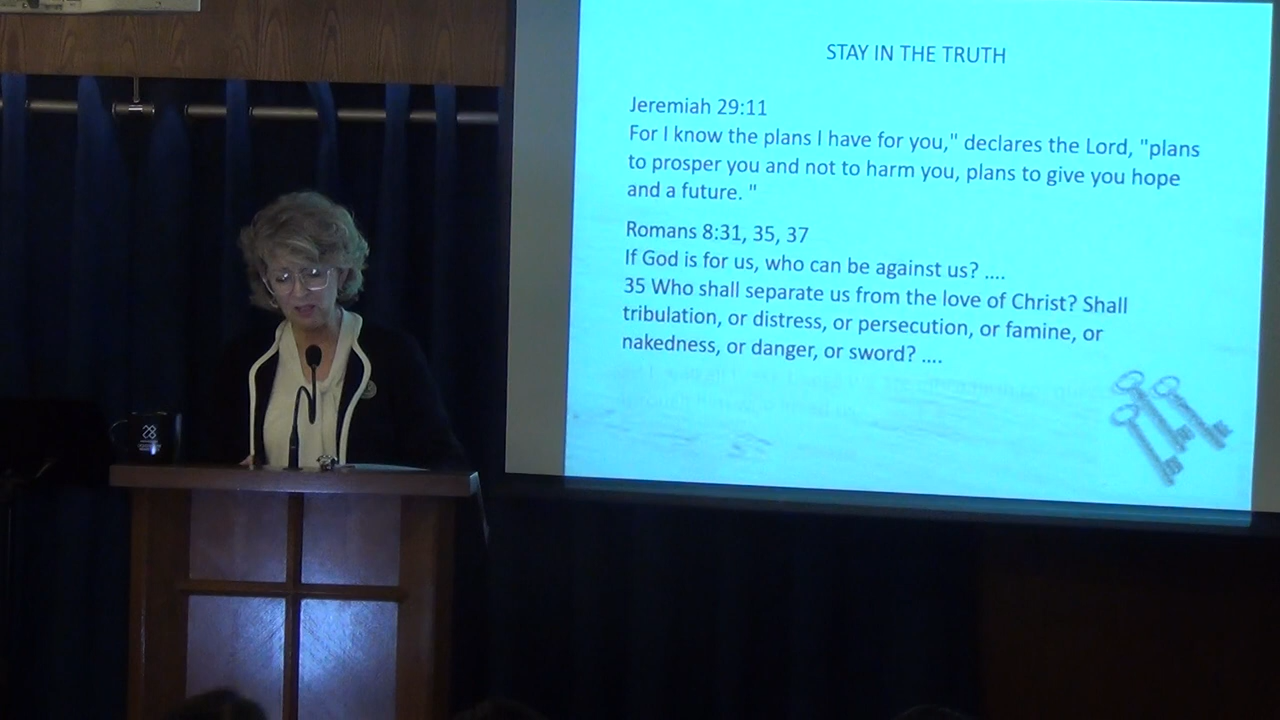 STAY IN THE TRUTH
Jeremiah 29:11
For I know the plans I have for you," declares the Lord, "plans
to prosper you and not to harm you, plans to give you hope
and a future. "
Romans 8:31, 35, 37
If God is for us, who can be against us? ....
35 Who shall separate us from the love of Christ? Shall
tribulation, or distress, or persecution, or famine, or
nakedness, or danger, or sword? ....